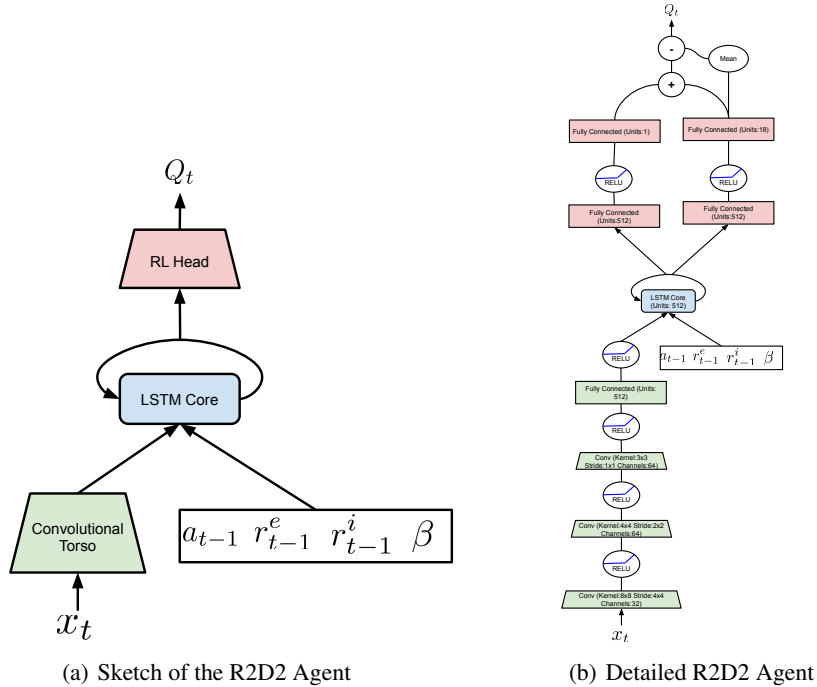 Q_t
RL Head
LSTM Core
Convolutional
Torso
a_{t-1} r^e_{t-1} r^i_{t-1} β
x_t
(a) Sketch of the R2D2 Agent
Q_t
-
Mean
+
Fully Connected (Units:1)
Fully Connected (Units:18)
RELU
RELU
Fully Connected
(Units:512)
Fully Connected
(Units:512)
LSTM Core
(Units: 512)
RELU
a_{t-1} r^e_{t-1} r^i_{t-1} β
Fully Connected (Units:
512)
RELU
Conv (Kernel:3x3
Stride:1x1 Channels:64)
RELU
Conv (Kernel:4x4 Stride:2x2
Channels:64)
RELU
Conv (Kernel:8x8 Stride:4x4
Channels:32)
x_t
(b) Detailed R2D2 Agent